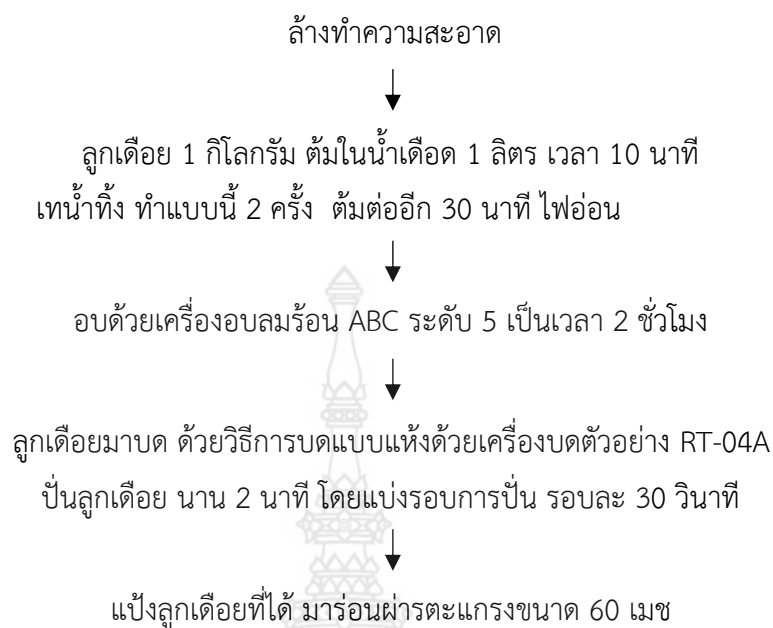 ล้างทำความสะอาด
ลูกเดือย 1 กิโลกรัม ต้มในน้ำเดือด 1 ลิตร เวลา 10 นาที
เทน้ำทิ้ง ทำแบบนี้ 2 ครั้ง ต้มต่ออีก 30 นาที ไฟอ่อน
อบด้วยเครื่องอบลมร้อน ABC ระดับ 5 เป็นเวลา 2 ชั่วโมง
ลูกเดือยมาบด ด้วยวิธีการบดแบบแห้งด้วยเครื่องบดตัวอย่าง RT-04A
ปั่นลูกเดือย นาน 2 นาที โดยแบ่งรอบการปั่น รอบละ 30 วินาที
แป้งลูกเดือยที่ได้ มาร่อนผ่ารตะแกรงขนาด 60 เมช